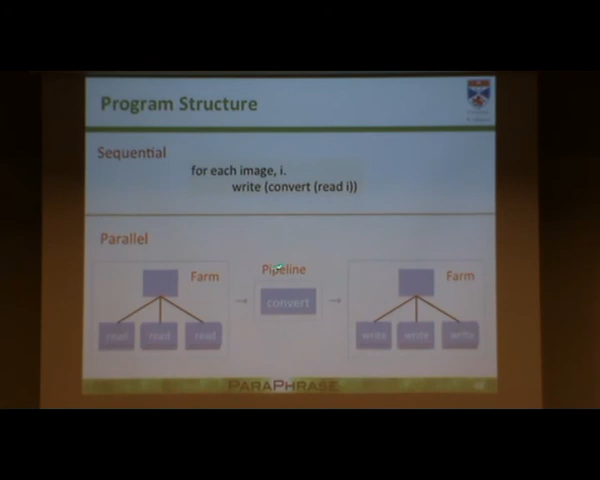 Program Structure
Sequential
for each image, i.
write (convert (read i))
Parallel
Farm
Pipeline
Farm
convert
read read read
write write write
PARAPHRASE